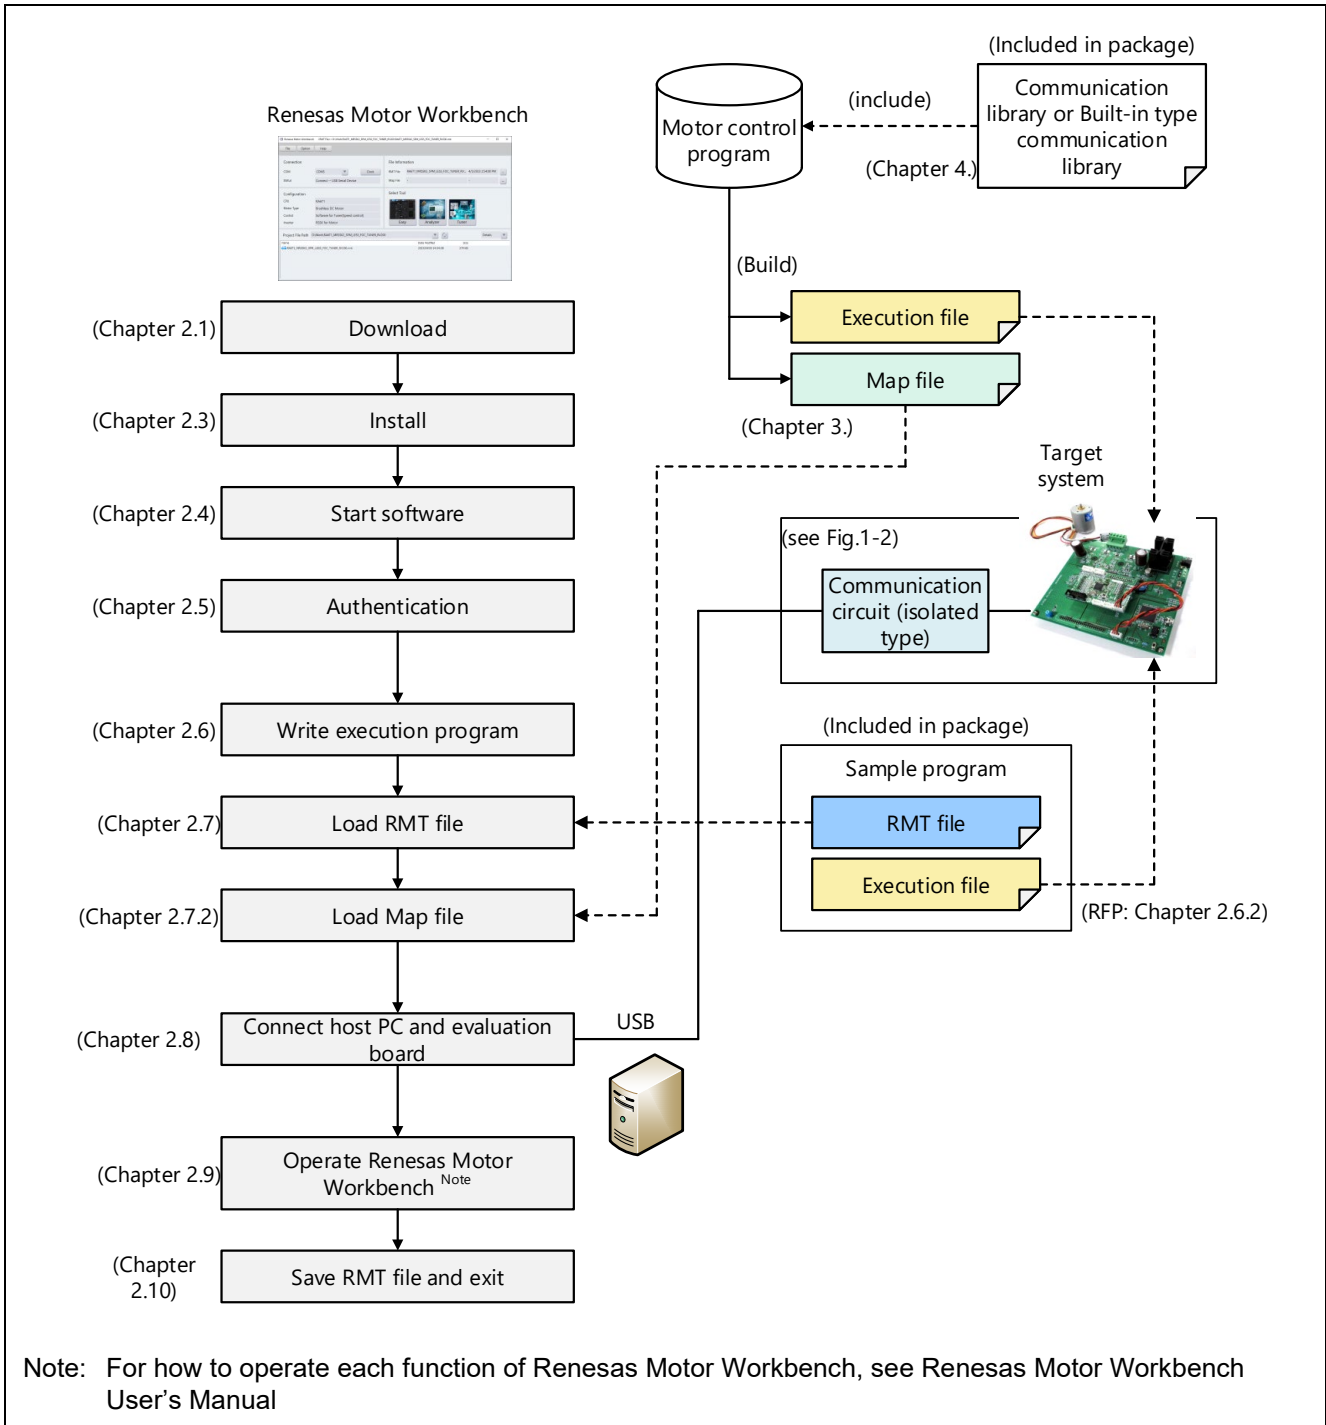 (Included in package)
Communication
library or Built-in type
communication
library
(include)
Motor control
program
(Chapter 4.)
Renesas Motor Workbench
(Build)
Execution file
Map file
(Chapter 3.)
(Chapter 2.1)
Download
(Chapter 2.3)
Install
(Chapter 2.4)
Start software
(Chapter 2.5)
Authentication
(Chapter 2.6)
Write execution program
(Chapter 2.7)
Load RMT file
(Chapter 2.7.2)
Load Map file
(Chapter 2.8)
Connect host PC and evaluation
board
USB
(Chapter 2.9)
Operate Renesas Motor
Workbench Note
(Chapter
2.10)
Save RMT file and exit
Target
system
(see Fig.1-2)
Communication
circuit (isolated
type)
(Included in package)
Sample program
RMT file
Execution file
(RFP: Chapter 2.6.2)
Note: For how to operate each function of Renesas Motor Workbench, see Renesas Motor Workbench
User's Manual